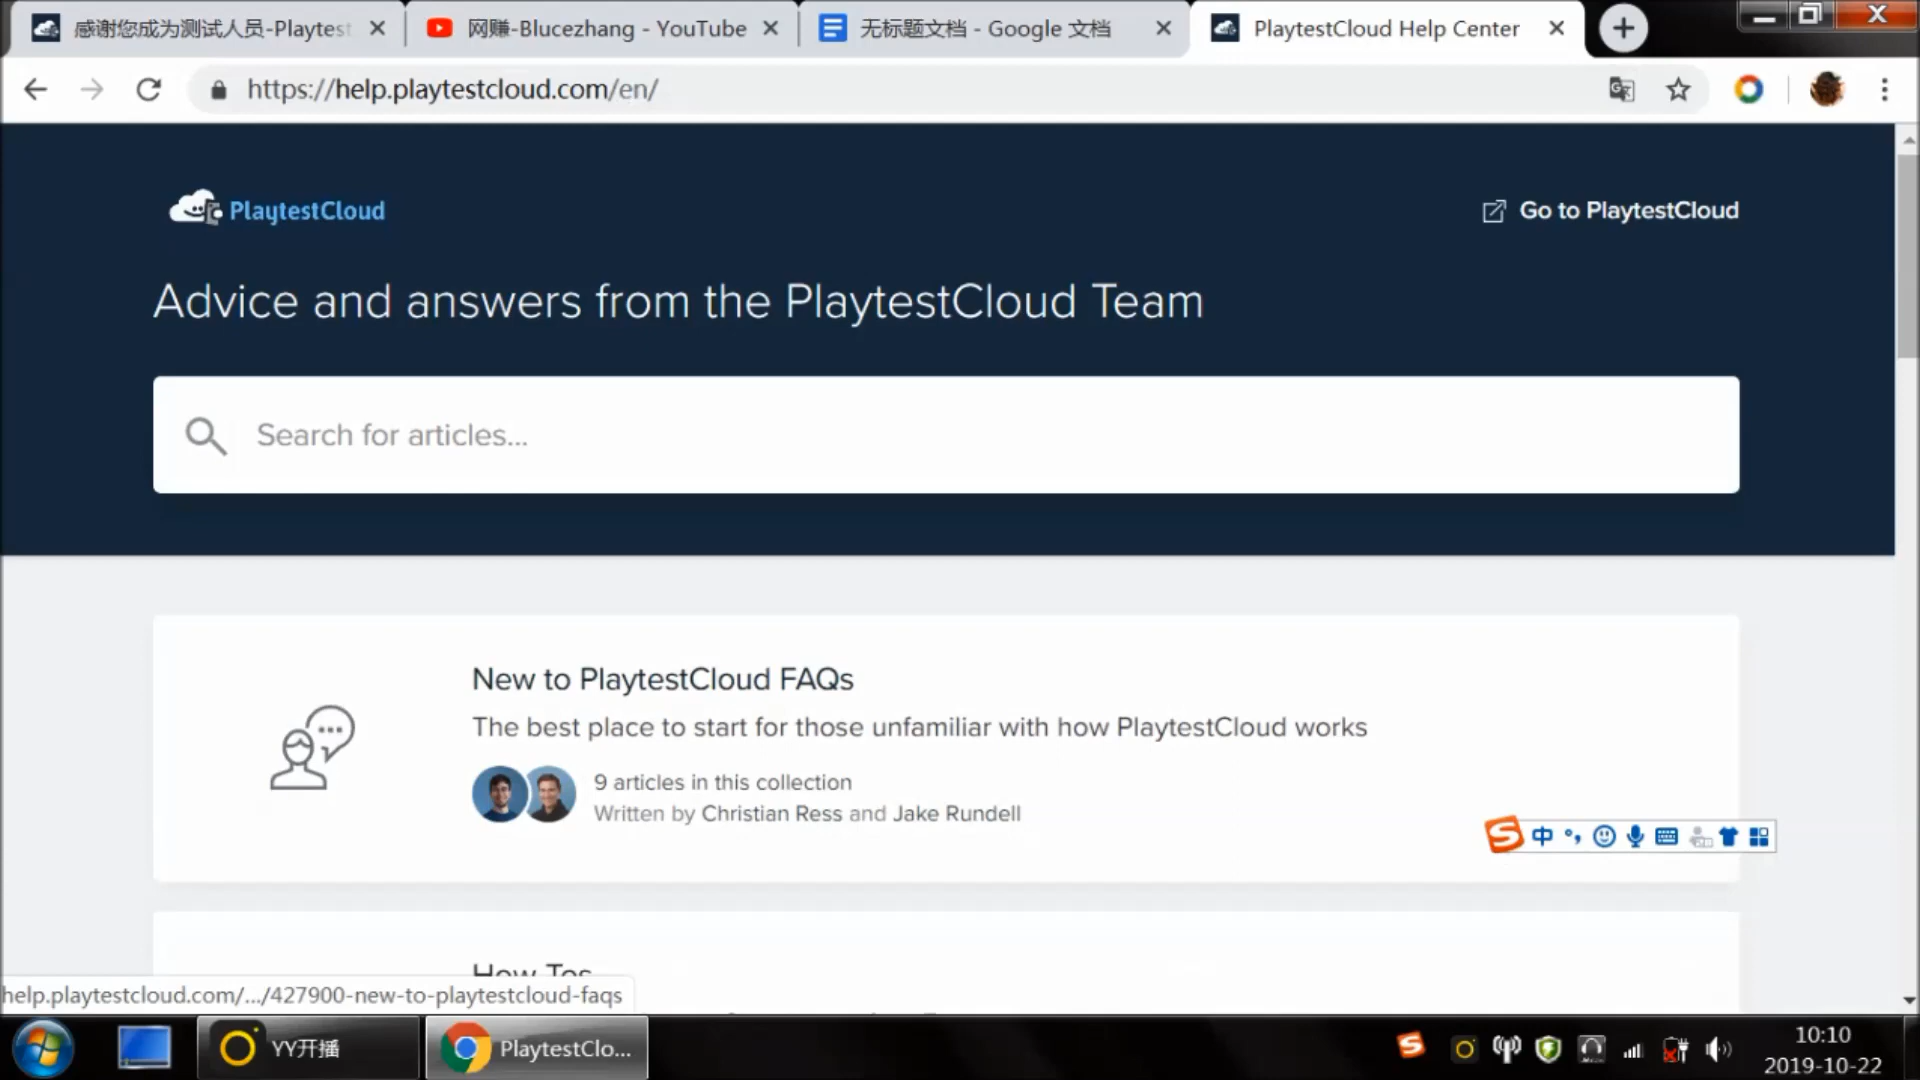 感谢您成为测试人员-Playtest
网赚-Blucezhang - YouTube
无标题文档 - Google 文档
PlaytestCloud Help Center
https://help.playtestcloud.com/en/
PlaytestCloud
Go to PlaytestCloud
Advice and answers from the PlaytestCloud Team
Search for articles...
New to PlaytestCloud FAQs
The best place to start for those unfamiliar with how PlaytestCloud works
9 articles in this collection
Written by Christian Ress and Jake Rundell
中
How Tos
help.playtestcloud.com/.../427900-new-to-playtestcloud-faqs
YY开播
PlaytestClo...
10:10
2019-10-22